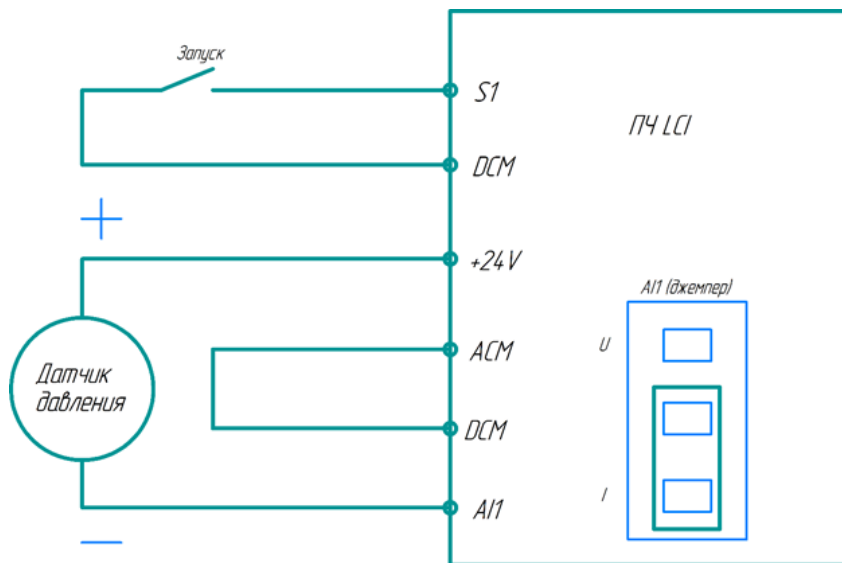 Запуск
S1
ПЧ LCI
DCM
+
+24V
AI1 (джемпер)
U
ACM
Датчик
давления
DCM
I
AI1
—